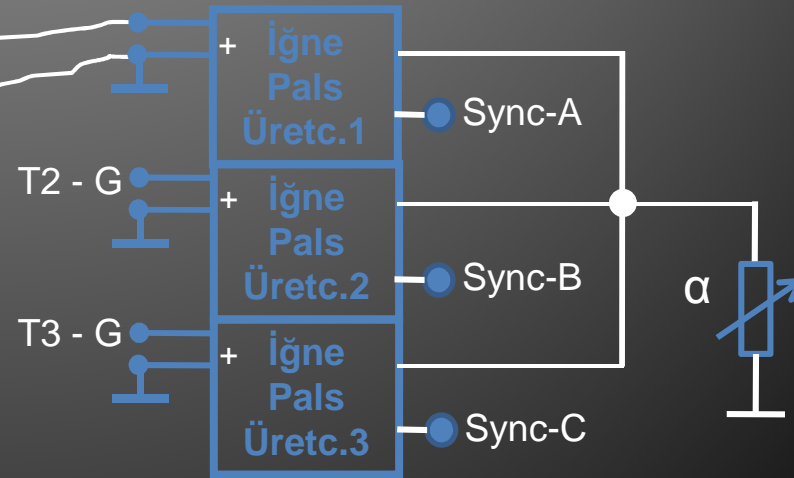 + İğne
Pals
Üretc.1
Sync-A
T2 - G
+ İğne
Pals
Üretc.2
Sync-B
α
T3 - G
+ İğne
Pals
Üretc.3
Sync-C